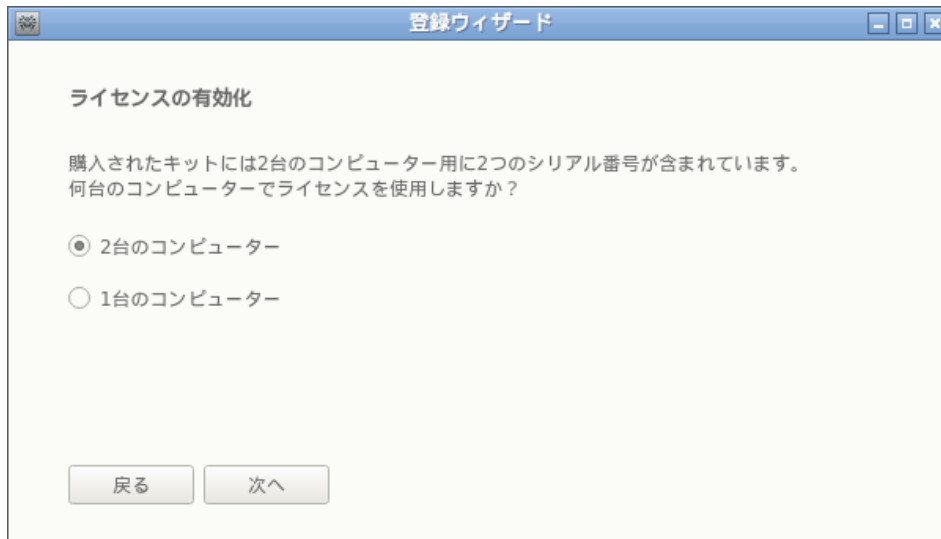 登録ウィザード
ライセンスの有効化
購入されたキットには2台のコンピューター用に2つのシリアル番号が含まれています。
何台のコンピューターでライセンスを使用しますか？
2台のコンピューター
1台のコンピューター
戻る 次へ